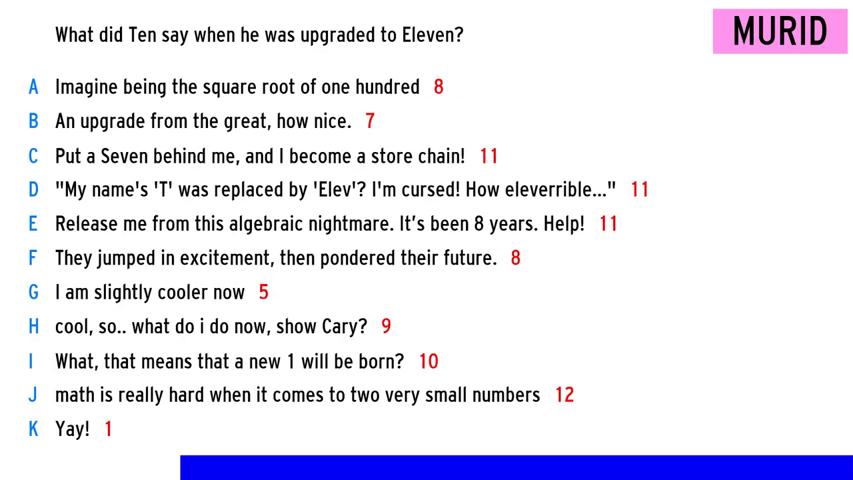 What did Ten say when he was upgraded to Eleven?
MURID
A Imagine being the square root of one hundred 8
B An upgrade from the great, how nice. 7
C Put a Seven behind me, and I become a store chain! 11
D "My name's 'T' was replaced by 'Elev'? I'm cursed! How eleverrible..." 11
E Release me from this algebraic nightmare. It’s been 8 years. Help! 11
F They jumped in excitement, then pondered their future. 8
G I am slightly cooler now 5
H cool, so.. what do i do now, show Cary? 9
I What, that means that a new 1 will be born? 10
J math is really hard when it comes to two very small numbers 12
K Yay! 1